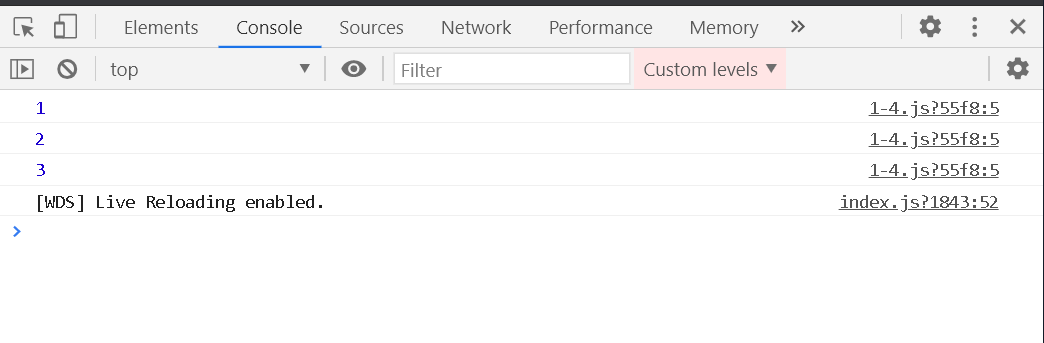 Elements Console Sources Network Performance Memory
top Filter Custom levels
1 1-4.js?55f8:5
2 1-4.js?55f8:5
3 1-4.js?55f8:5
[WDS] Live Reloading enabled. index.js?1843:52